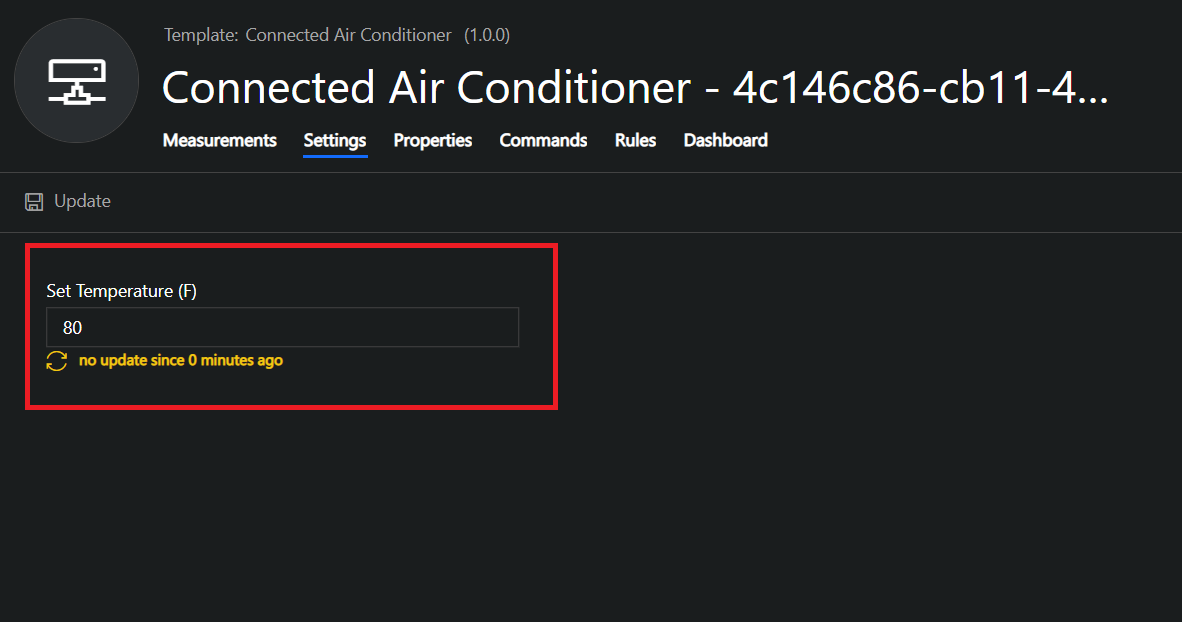 Template: Connected Air Conditioner (1.0.0)
Connected Air Conditioner - 4c146c86-cb11-4...
Measurements Settings Properties Commands Rules Dashboard
Update
Set Temperature (F)
80
no update since 0 minutes ago